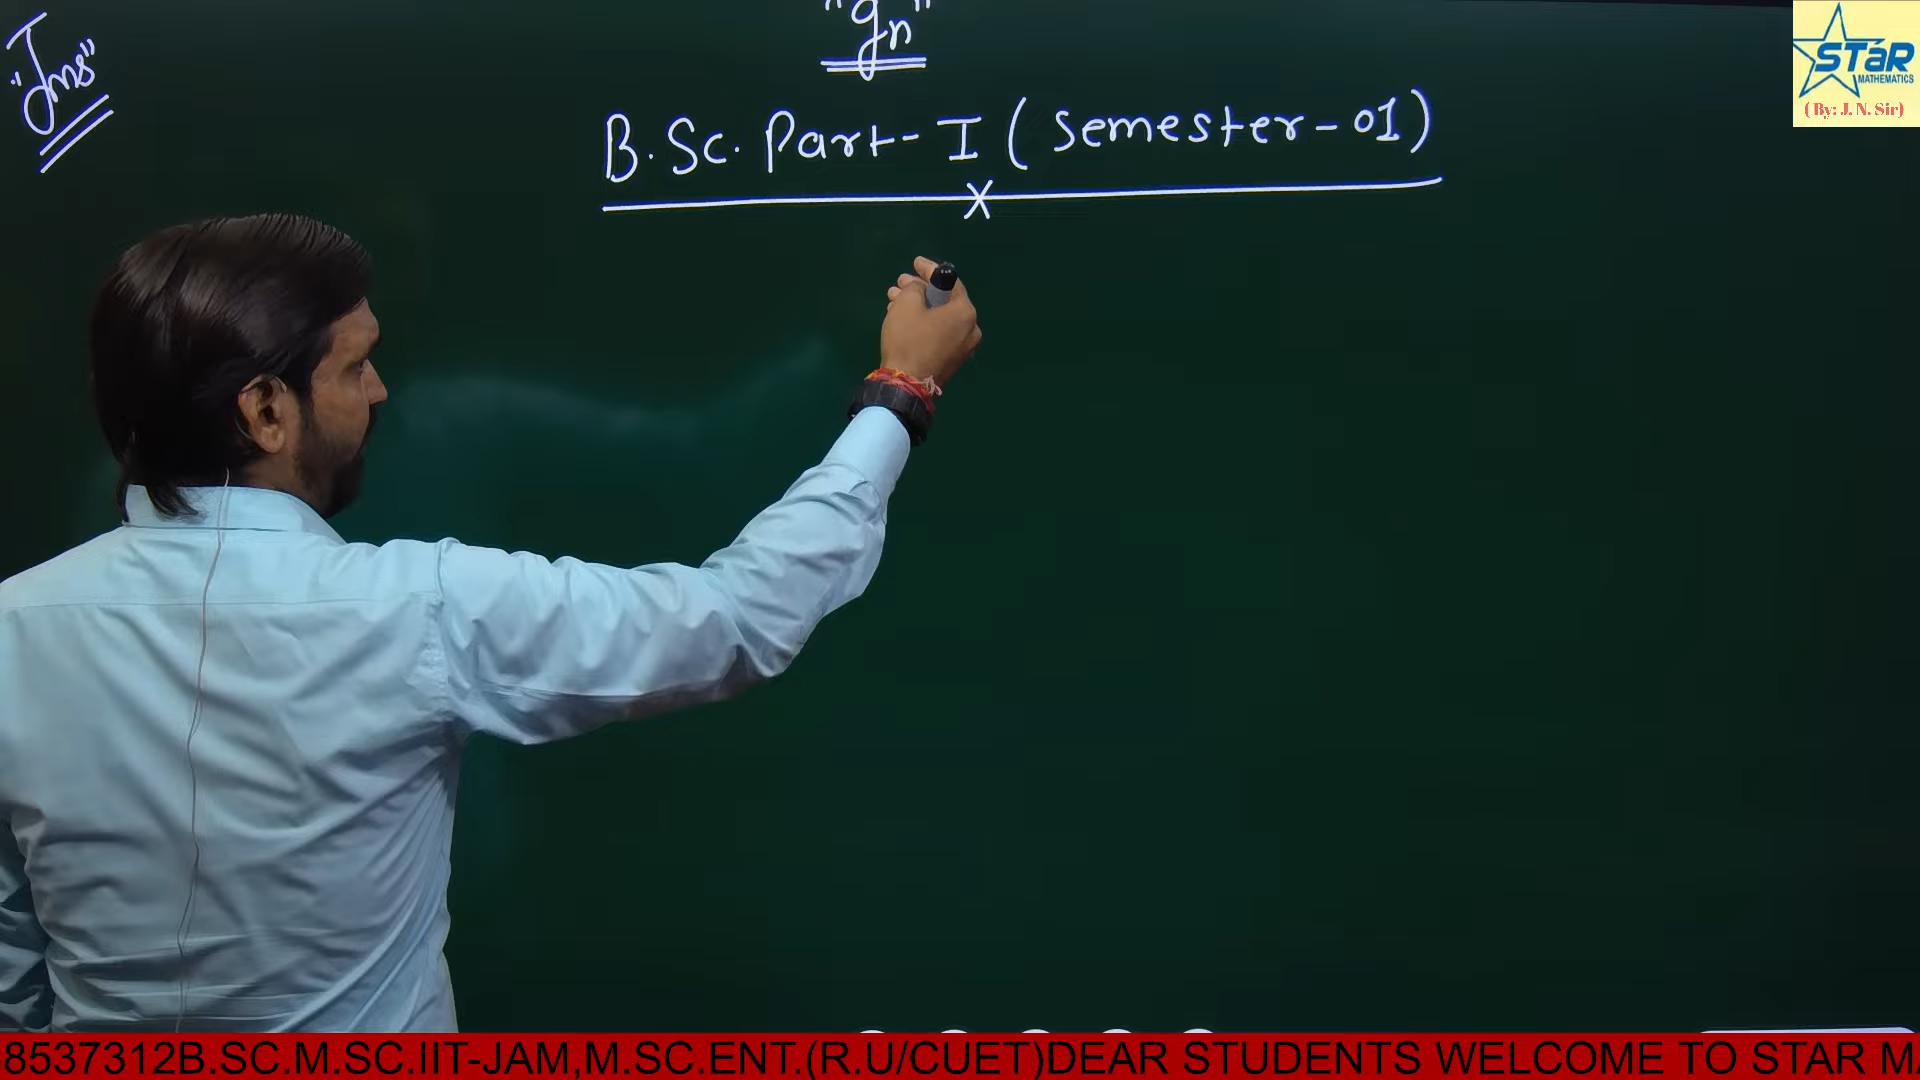 "Jms"
"Jn"
B.Sc. Part-I (Semester-01)
X
STaR
MATHEMATICS
(By: J. N. Sir)
8537312B.SC.M.SC.IIT-JAM,M.SC.ENT.(R.U/CUET)DEAR STUDENTS WELCOME TO STAR